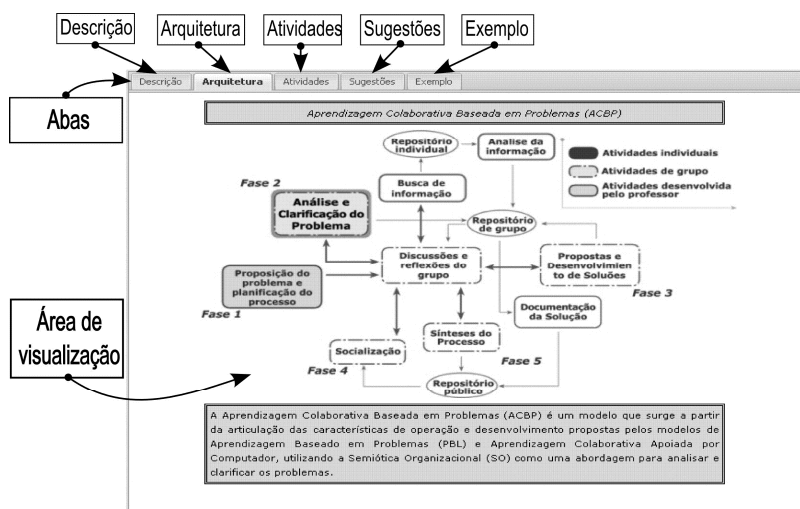 Descrição
Arquitetura
Atividades
Sugestões
Exemplo
Descrição
Arquitetura
Atividades
Sugestões
Exemplo
Abas
Aprendizagem Colaborativa Baseada em Problemas (ACBP)
Repositório
individual
Analise da
informação
Atividades individuais
Atividades de grupo
Atividades desenvolvida
pelo professor
Fase 2
Busca de
informação
Análise e
Clarificação do
Problema
Repositório
de grupo
Discussões e
reflexões do
grupo
Propostas e
Desenvolvimien
to de Soluões
Fase 3
Proposição do
problema e
planificação do
processo
Fase 1
Documentação
da Solução
Área de
visualização
Sínteses do
Processo
Socialização
Fase 5
Fase 4
Repositório
público
A Aprendizagem Colaborativa Baseada em Problemas (ACBP) é um modelo que surge a partir
da articulação das características de operação e desenvolvimento propostas pelos modelos de
Aprendizagem Baseado em Problemas (PBL) e Aprendizagem Colaborativa Apoiada por
Computador, utilizando a Semiótica Organizacional (SO) como uma abordagem para analisar e
clarificar os problemas.